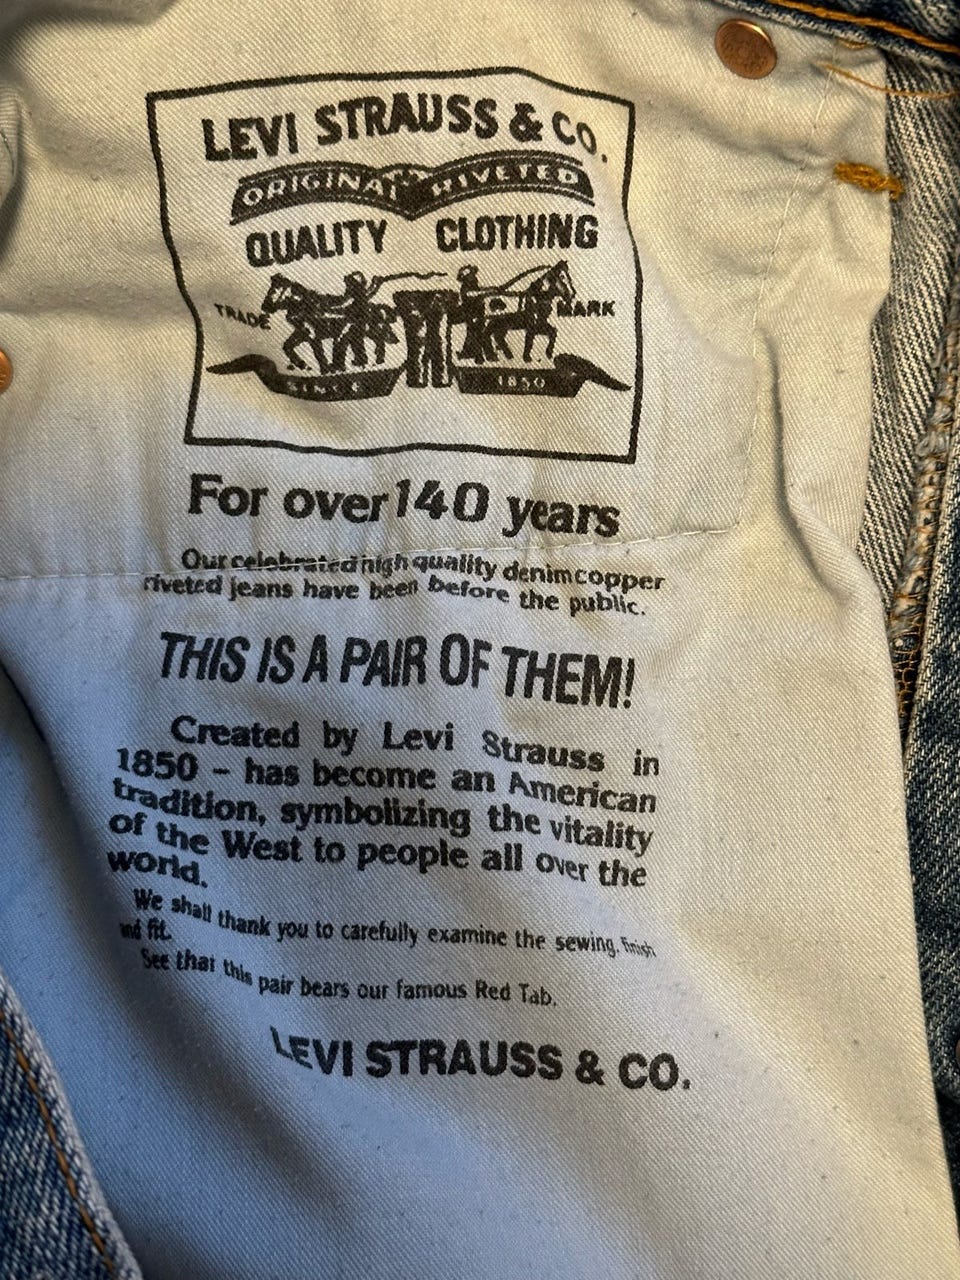 LEVI STRAUSS & CO.
ORIGINAL RIVETED
QUALITY CLOTHING
TRADE MARK
SINCE 1850
For over 140 years
Our celebrated high quality denim copper
riveted jeans have been before the public.
THIS IS A PAIR OF THEM!
Created by Levi Strauss in
1850 – has become an American
tradition, symbolizing the vitality
of the West to people all over the
world.
We shall thank you to carefully examine the sewing, finish
and fit.
See that this pair bears our famous Red Tab.
LEVI STRAUSS & CO.